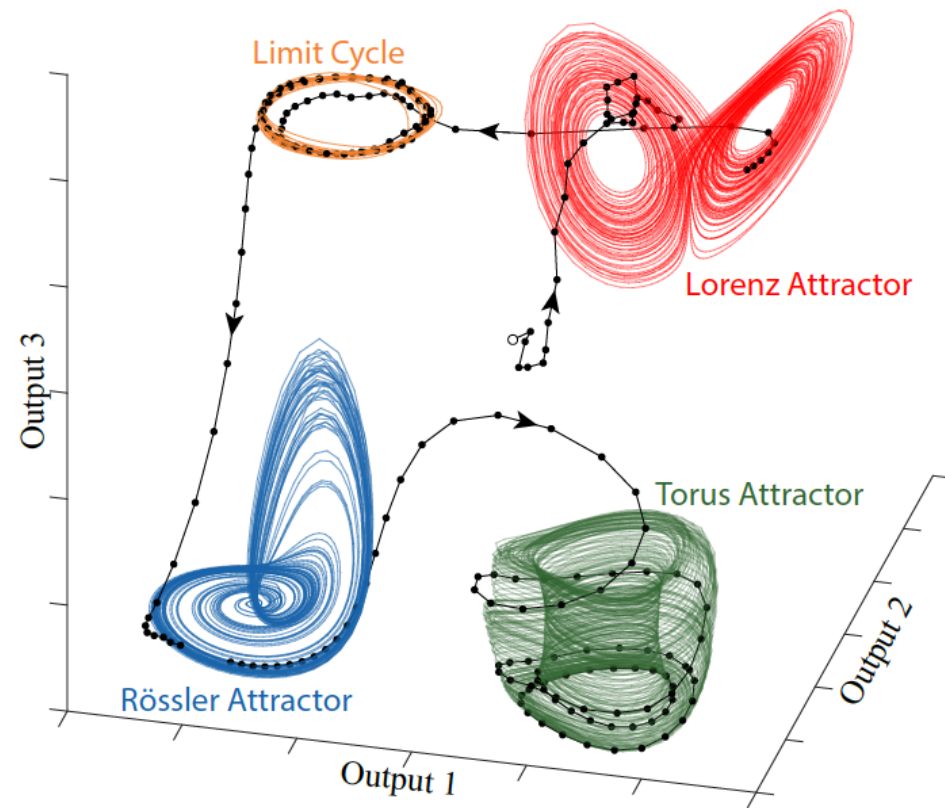 Limit Cycle
Lorenz Attractor
Output 3
Torus Attractor
Output 2
Rössler Attractor
Output 1